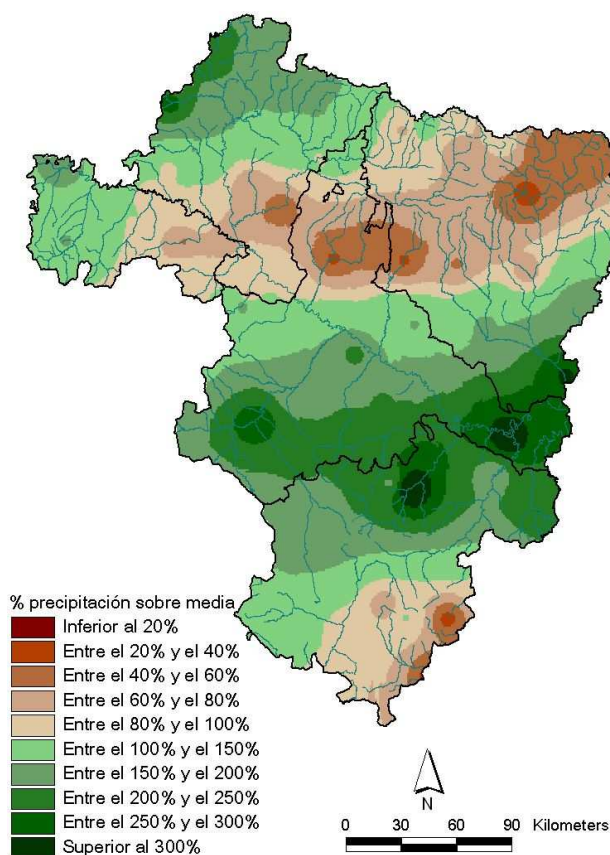 % precipitación sobre media
Inferior al 20%
Entre el 20% y el 40%
Entre el 40% y el 60%
Entre el 60% y el 80%
Entre el 80% y el 100%
Entre el 100% y el 150%
Entre el 150% y el 200%
Entre el 200% y el 250%
Entre el 250% y el 300%
Superior al 300%
N
0 30 60 90 Kilometers